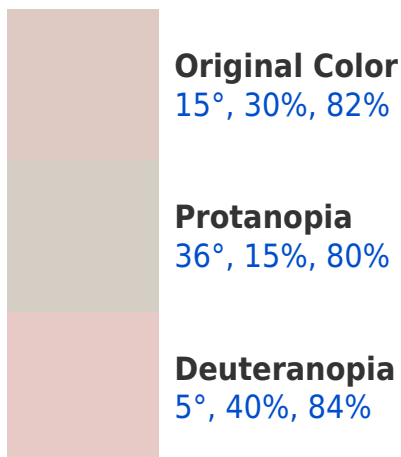 Original Color
15°, 30%, 82%
Protanopia
36°, 15%, 80%
Deuteranopia
5°, 40%, 84%